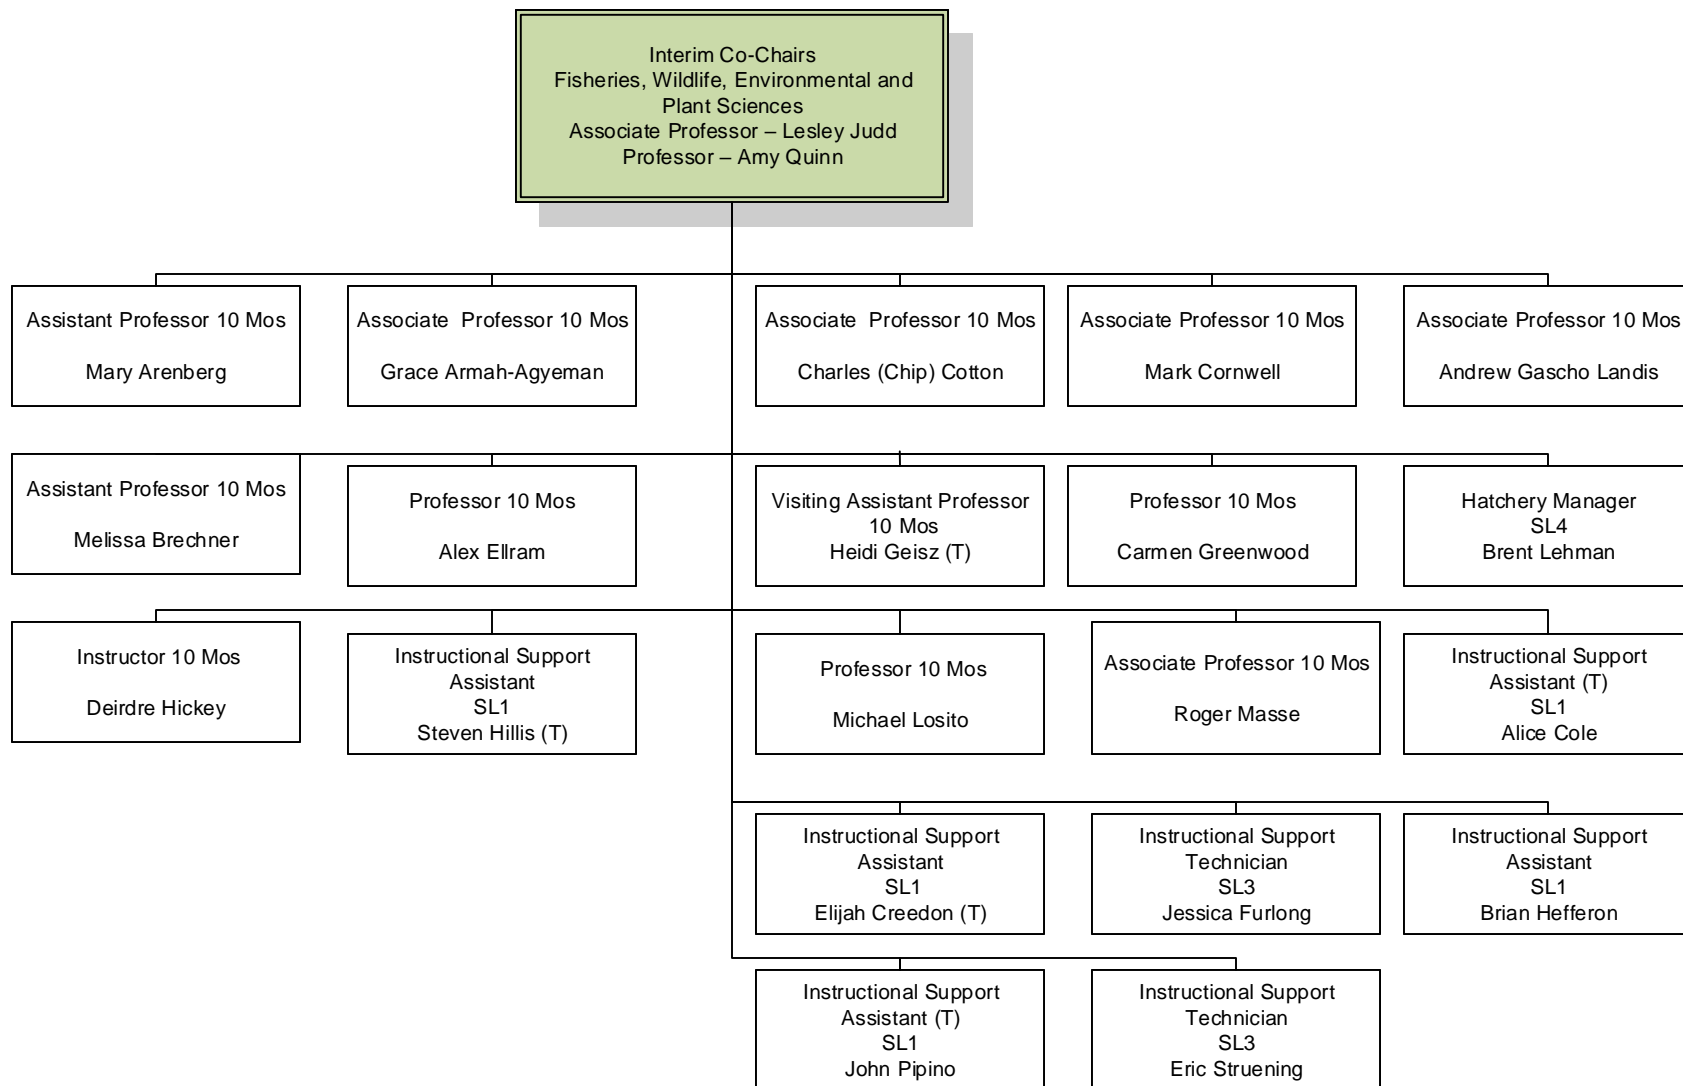 Interim Co-Chairs
Fisheries, Wildlife, Environmental and
Plant Sciences
Associate Professor – Lesley Judd
Professor – Amy Quinn
Assistant Professor 10 Mos
Mary Arenberg
Associate  Professor 10 Mos
Grace Armah-Agyeman
Associate  Professor 10 Mos
Charles (Chip) Cotton
Associate Professor 10 Mos
Mark Cornwell
Associate Professor 10 Mos
Andrew Gascho Landis
Assistant Professor 10 Mos
Melissa Brechner
Professor 10 Mos
Alex Ellram
Visiting Assistant Professor
10 Mos
Heidi Geisz (T)
Professor 10 Mos
Carmen Greenwood
Hatchery Manager
SL4
Brent Lehman
Instructor 10 Mos
Deirdre Hickey
Instructional Support
Assistant
SL1
Steven Hillis (T)
Professor 10 Mos
Michael Losito
Associate Professor 10 Mos
Roger Masse
Instructional Support
Assistant (T)
SL1
Alice Cole
Instructional Support
Assistant
SL1
Elijah Creedon (T)
Instructional Support
Technician
SL3
Jessica Furlong
Instructional Support
Assistant
SL1
Brian Hefferon
Instructional Support
Assistant (T)
SL1
John Pipino
Instructional Support
Technician
SL3
Eric Struening